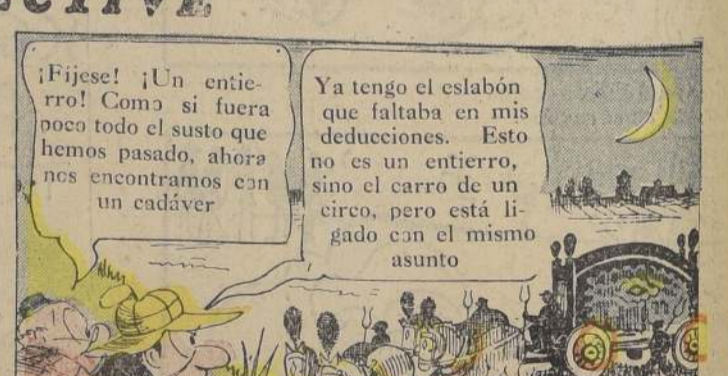 ¡Fíjese! ¡Un entie-
rro! Como si fuera
poco todo el susto que
hemos pasado, ahora
nos encontramos con
un cadáver
Ya tengo el eslabón
que faltaba en mis
deducciones. Esto
no es un entierro,
sino el carro de un
circo, pero está li-
gado con el mismo
asunto